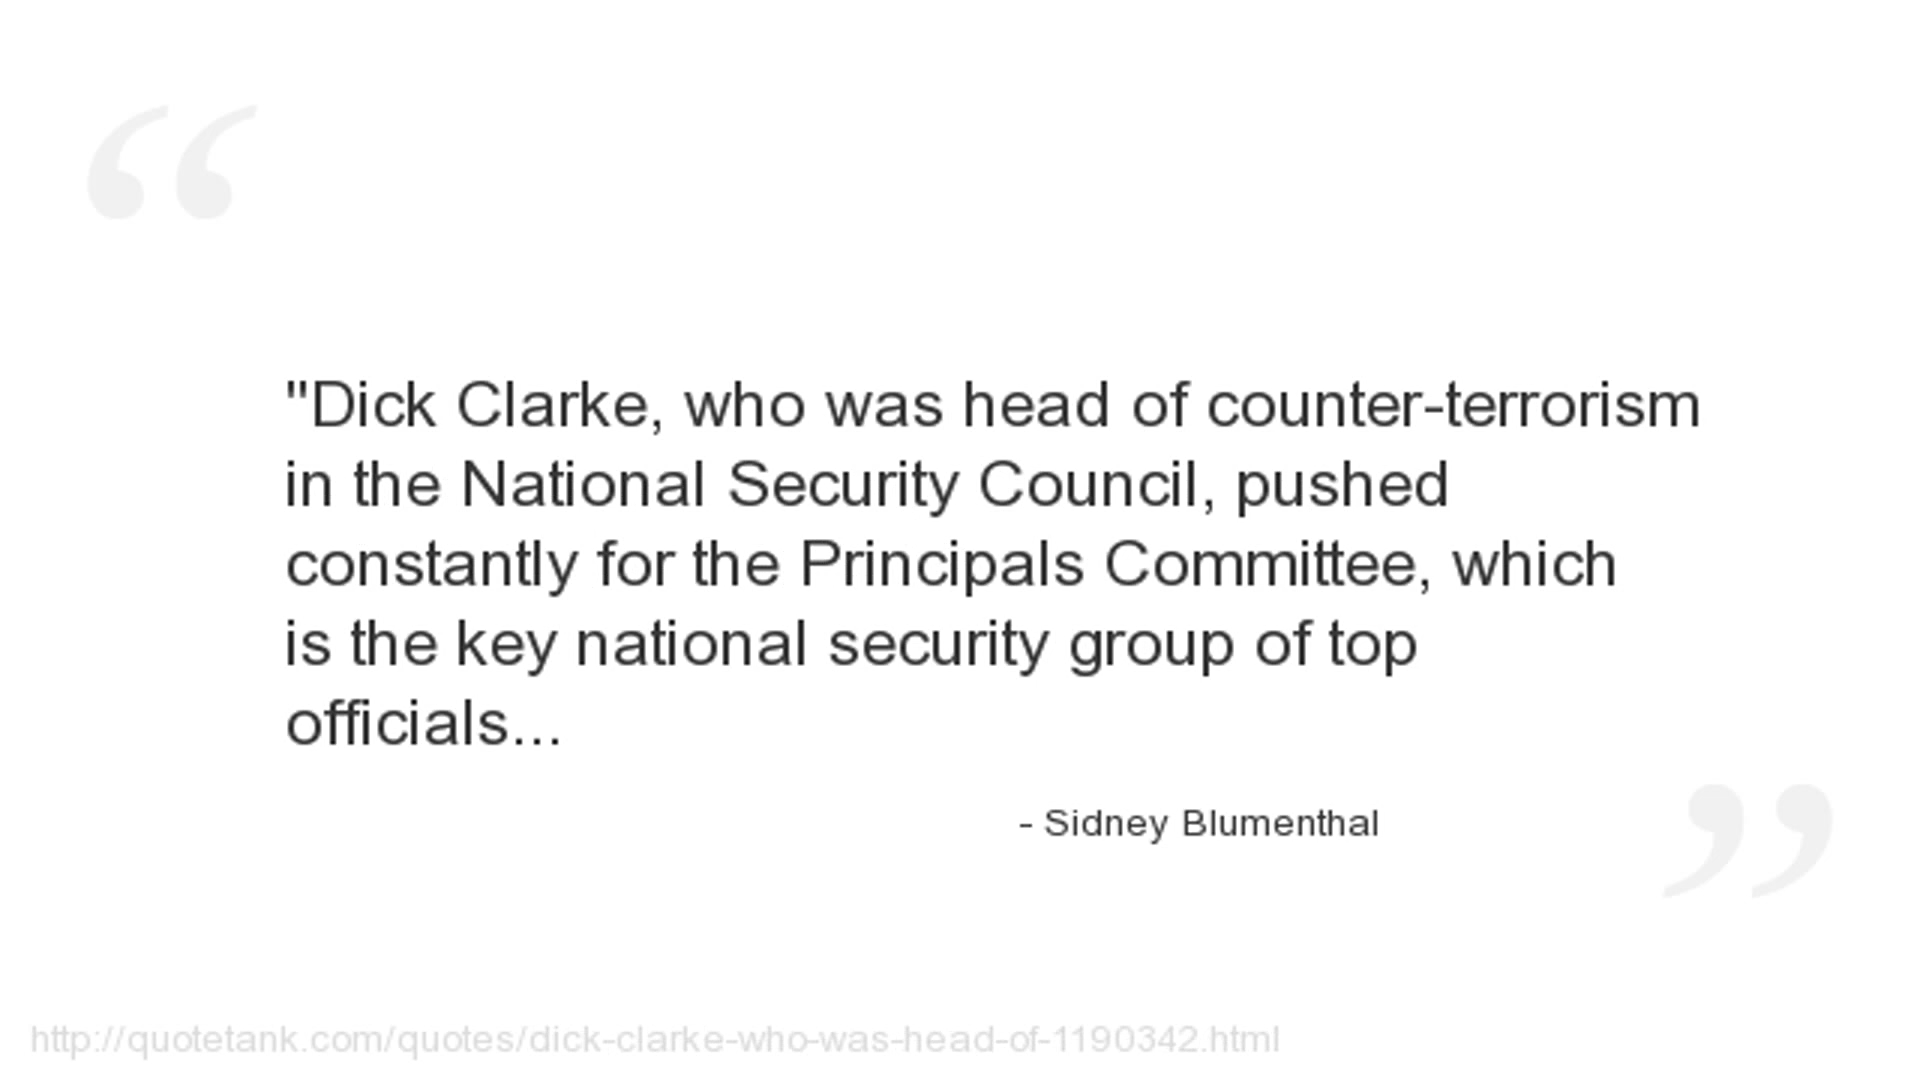 "Dick Clarke, who was head of counter-terrorism
in the National Security Council, pushed
constantly for the Principals Committee, which
is the key national security group of top
officials...
- Sidney Blumenthal
http://quotetank.com/quotes/dick-clarke-who-was-head-of-1190342.html